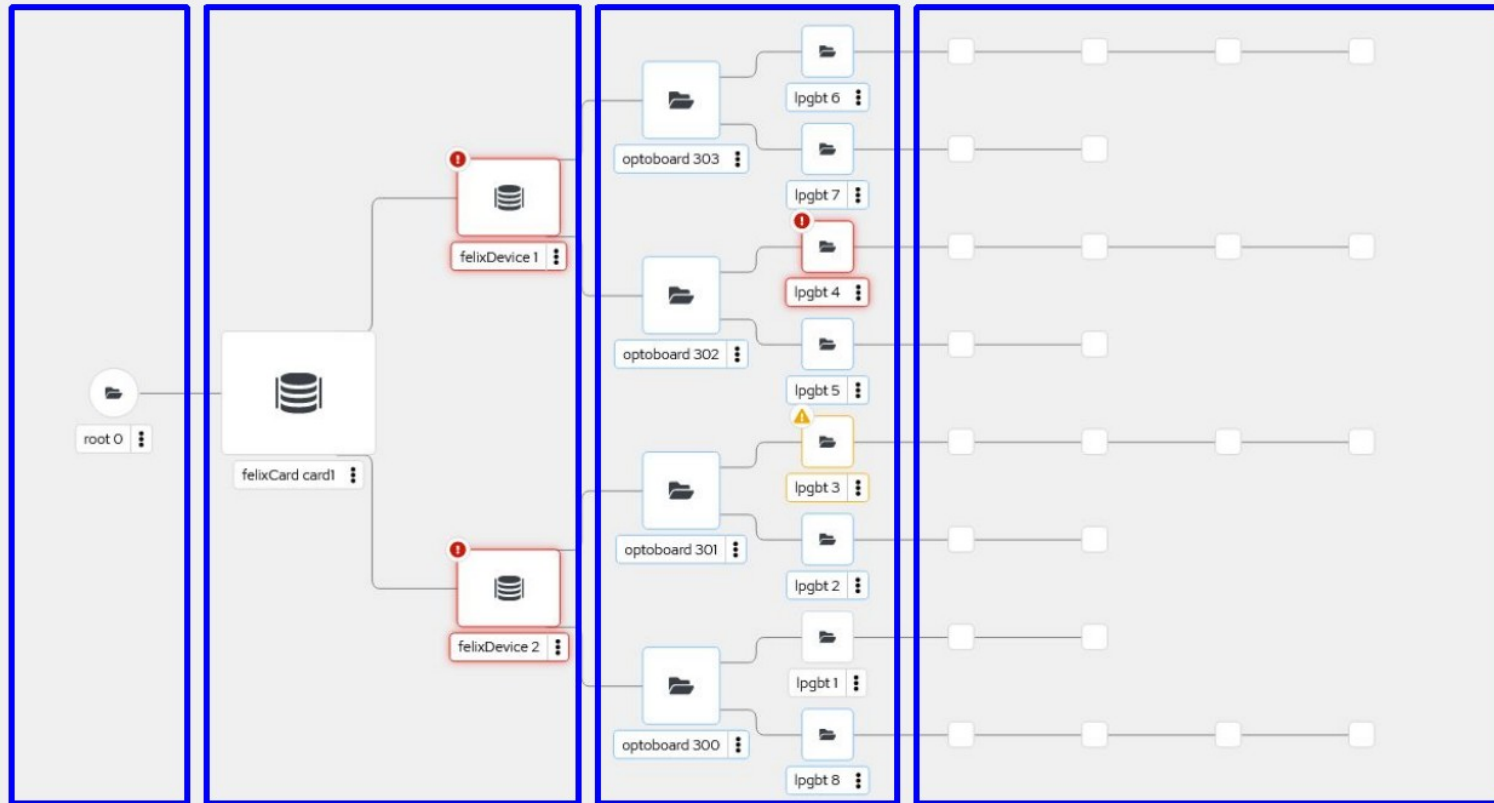 root 0
felixCard card1
felixDevice 1
felixDevice 2
optoboard 303
optoboard 302
optoboard 301
optoboard 300
lpgbt 6
lpgbt 7
lpgbt 4
lpgbt 5
lpgbt 3
lpgbt 2
lpgbt 1
lpgbt 8